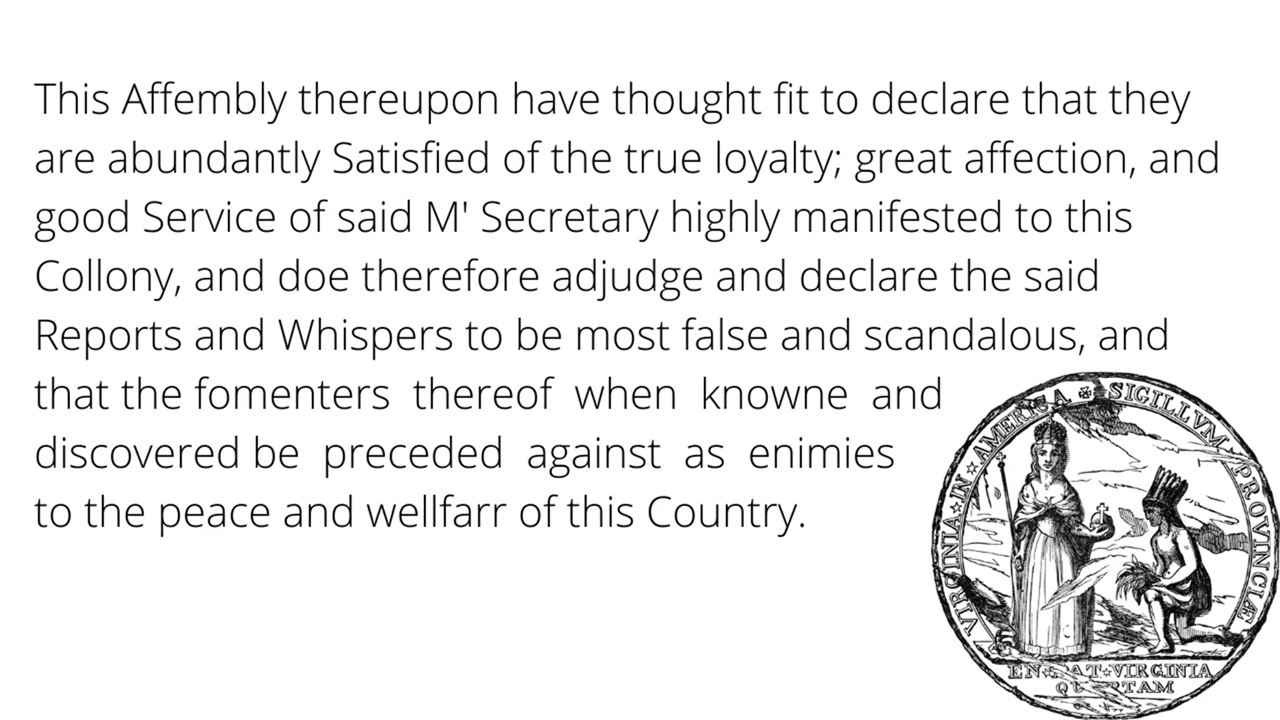 This Affembly thereupon have thought fit to declare that they
are abundantly Satisfied of the true loyalty; great affection, and
good Service of said M' Secretary highly manifested to this
Collony, and doe therefore adjudge and declare the said
Reports and Whispers to be most false and scandalous, and
that the fomenters thereof when knowne and
discovered be preceded against as enimies
to the peace and wellfarr of this Country.
SIGILLVM PROVINCIÆ VIRGINIA IN AMERICA
EN VIRGINIA